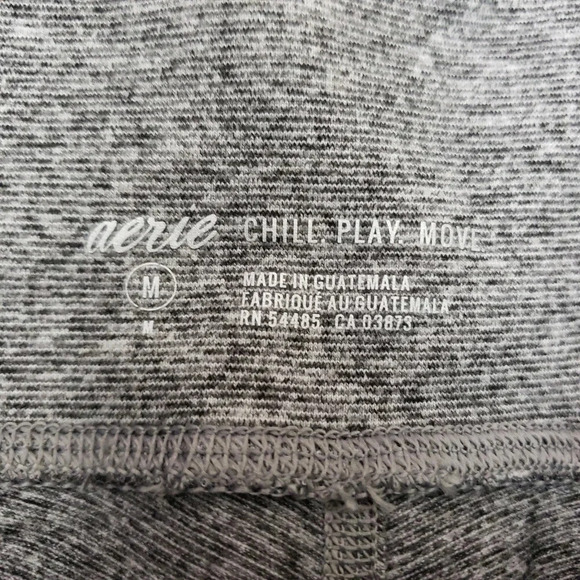 aerie CHILL. PLAY. MOVE.
M
M
MADE IN GUATEMALA
FABRIQUÉ AU GUATEMALA
RN 54485 CA 03873